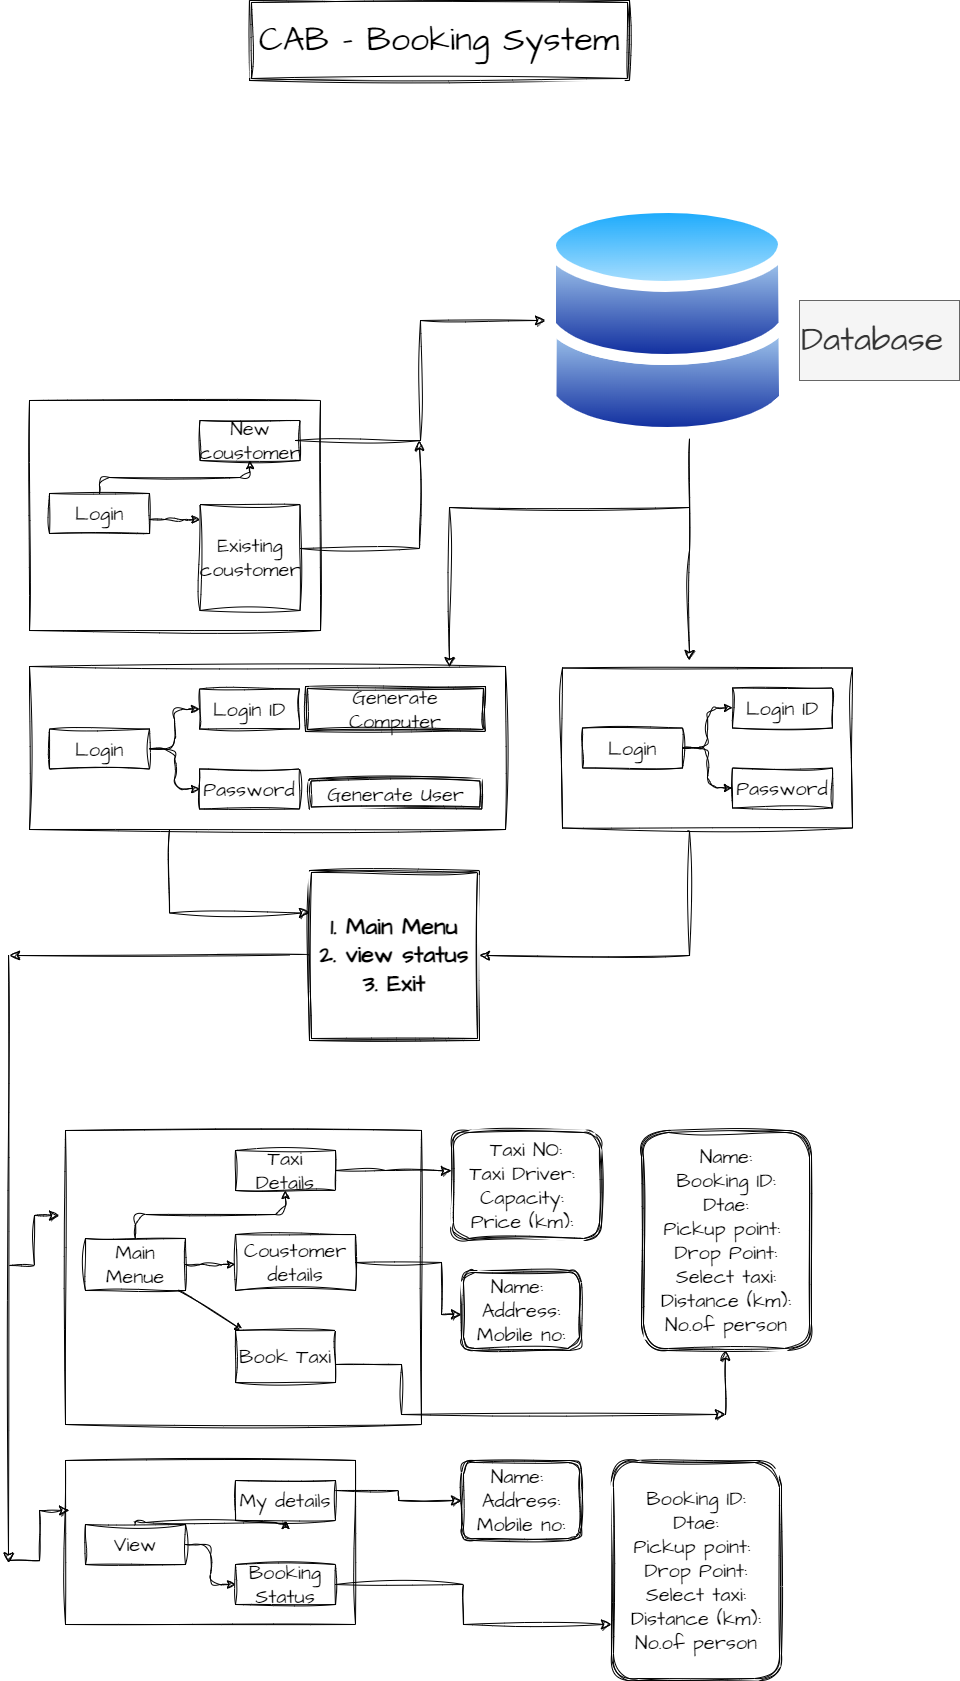 CAB - Booking System
Database
New
coustomer
Login
Existing
coustomer
Login ID
Generate
Computer
Login
Password
Generate User
Login ID
Login
Password
1. Main Menu
2. view status
3. Exit
Taxi
Details
Main
Menue
Coustomer
details
Book Taxi
Taxi NO:
Taxi Driver:
Capacity:
Price (km):
Name:
Address:
Mobile no:
Name:
Booking ID:
Dtae:
Pickup point:
Drop Point:
Select taxi:
Distance (km):
No.of person
My details
View
Booking
Status
Name:
Address:
Mobile no:
Booking ID:
Dtae:
Pickup point:
Drop Point:
Select taxi:
Distance (km):
No.of person